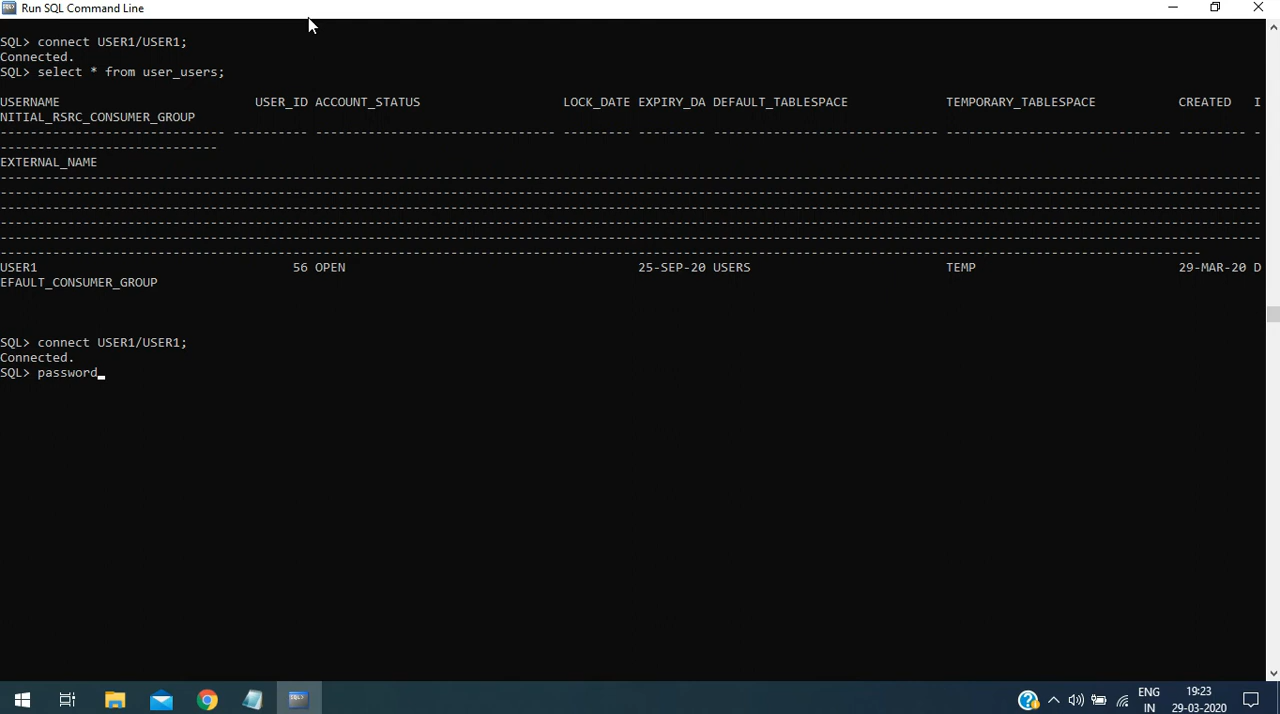 Run SQL Command Line
SQL> connect USER1/USER1;
Connected.
SQL> select * from user_users;
USERNAME                          USER_ID ACCOUNT_STATUS                   LOCK_DATE EXPIRY_DA DEFAULT_TABLESPACE             TEMPORARY_TABLESPACE           CREATED   I
NITIAL_RSRC_CONSUMER_GROUP
------------------------------ ---------- -------------------------------- --------- --------- ------------------------------ ------------------------------ --------- -
-----------------------------
EXTERNAL_NAME
------------------------------------------------------------------------------------------------------------------------------------------------------------------------
------------------------------------------------------------------------------------------------------------------------------------------------------------------------
------------------------------------------------------------------------------------------------------------------------------------------------------------------------
------------------------------------------------------------------------------------------------------------------------------------------------------------------------
------------------------------------------------------------------------------------------------------------------------------------------------------------------------
----------------------------------------------------------------------------------------------------------------------------------------------------------------
USER1                                  56 OPEN                                       25-SEP-20 USERS                          TEMP                           29-MAR-20 D
EFAULT_CONSUMER_GROUP
SQL> connect USER1/USER1;
Connected.
SQL> password_
SQL>
ENG
IN
19:23
29-03-2020